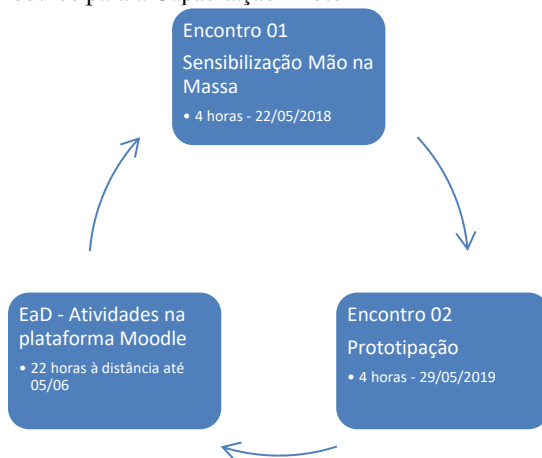 para a
Encontro 01
Sensibilização Mão na
Massa
• 4 horas - 22/05/2018
EaD - Atividades na
plataforma Moodle
• 22 horas à distância até
05/06
Encontro 02
Prototipação
• 4 horas - 29/05/2019